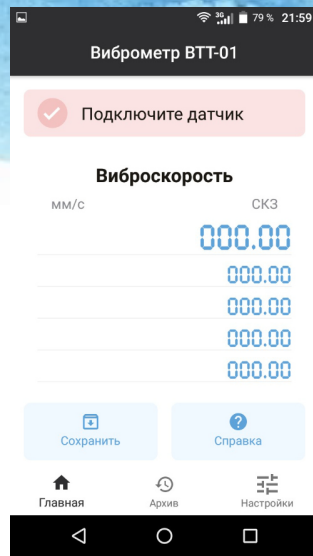 3G 79 % 21:59
Виброметр ВТТ-01
Подключите датчик
Виброскорость
мм/с СКЗ
000.00
000.00
000.00
000.00
000.00
Сохранить Справка
Главная Архив Настройки